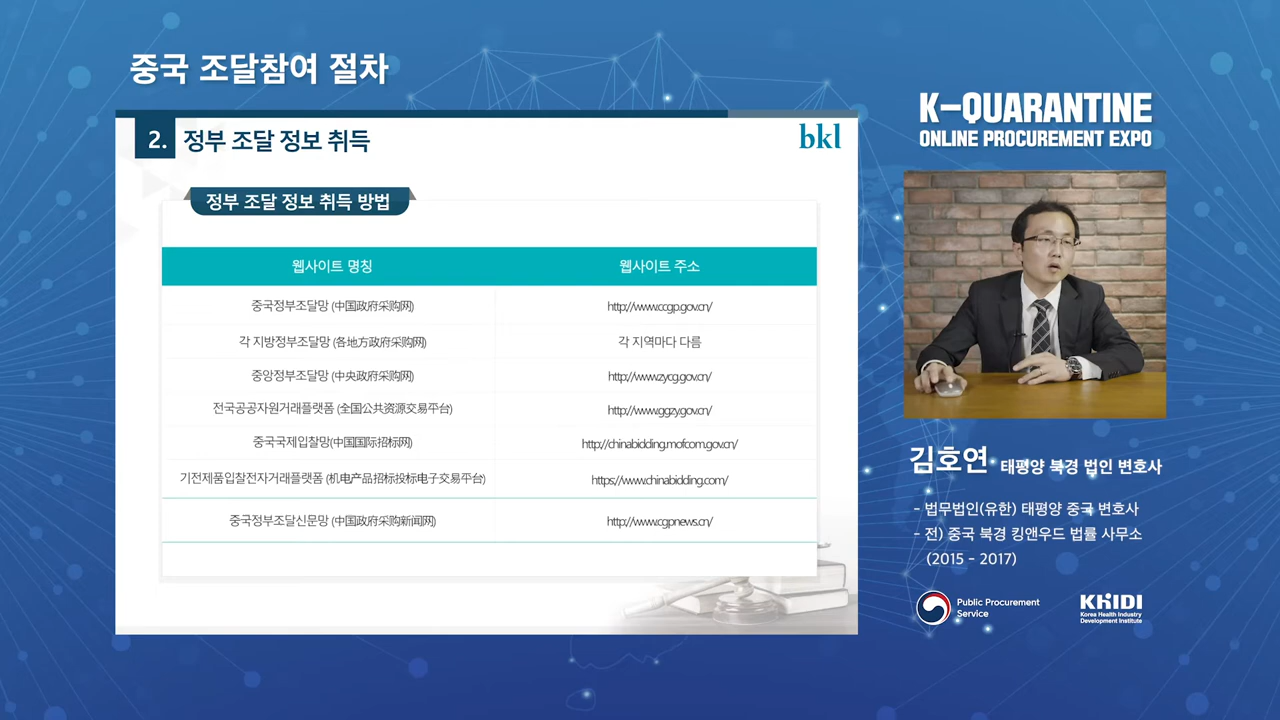 중국 조달참여 절차
2. 정부 조달 정보 취득
bkl
정부 조달 정보 취득 방법
웹사이트 명칭 웹사이트 주소
중국정부조달망 (中国政府采购网) http://www.ccgp.gov.cn/
각 지방정부조달망 (各地方政府采购网) 각 지역마다 다름
중앙정부조달망 (中央政府采购网) http://www.zycg.gov.cn/
전국공공자원거래플랫폼 (全国公共资源交易平台) http://www.ggzy.gov.cn/
중국국제입찰망(中国国际招标网) http://chinabidding.mofcom.gov.cn/
기전제품입찰전자거래플랫폼 (机电产品招标投标电子交易平台) https://www.chinabidding.com/
중국정부조달신문망 (中国政府采购新闻网) http://www.cgpnews.cn/
K-QUARANTINE
ONLINE PROCUREMENT EXPO
김호연 태평양 북경 법인 변호사
- 법무법인(유한) 태평양 중국 변호사
- 전) 중국 북경 킹앤우드 법률 사무소
(2015 - 2017)
Public Procurement
Service
KHIDI
Korea Health Industry
Development Institute